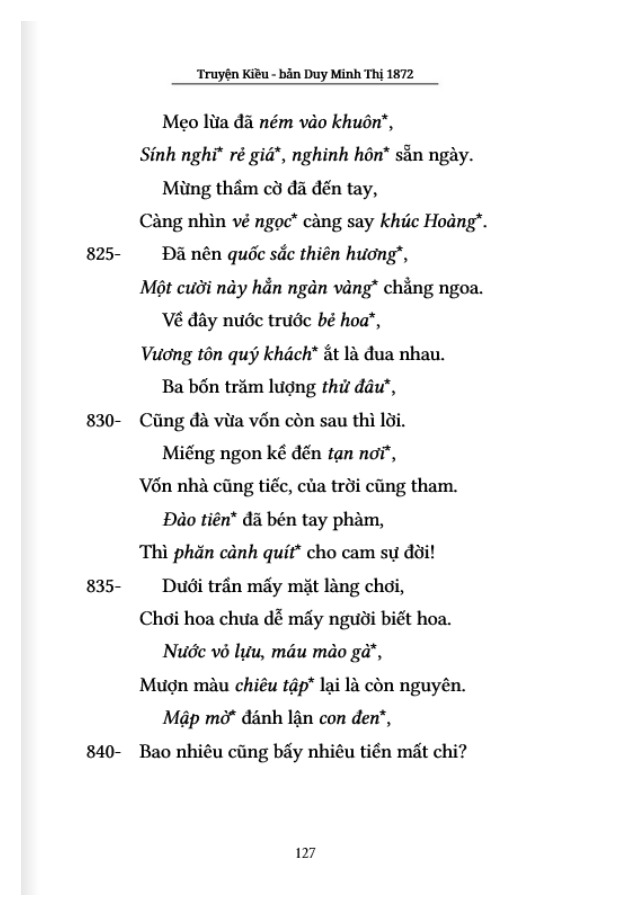 Truyện Kiều - bản Duy Minh Thị 1872
Mẹo lừa đã ném vào khuôn*,
Sính nghi* rẻ giá*, nghinh hôn* sẵn ngày.
Mừng thầm cờ đã đến tay,
Càng nhìn vẻ ngọc* càng say khúc Hoàng*.
825- Đã nên quốc sắc thiên hương*,
Một cười này hẳn ngàn vàng* chẳng ngoa.
Về đây nước trước bẻ hoa*,
Vương tôn quý khách* ắt là đua nhau.
Ba bốn trăm lượng thử đâu*,
830- Cũng đà vừa vốn còn sau thì lời.
Miếng ngon kề đến tạn nơi*,
Vốn nhà cũng tiếc, của trời cũng tham.
Đào tiên* đã bén tay phàm,
Thì phăn cành quít* cho cam sự đời!
835- Dưới trần mấy mặt làng chơi,
Chơi hoa chưa dễ mấy người biết hoa.
Nước vỏ lựu, máu mào gà*,
Mượn màu chiêu tập* lại là còn nguyên.
Mập mờ* đánh lận con đen*,
840- Bao nhiêu cũng bấy nhiêu tiền mất chi?
127